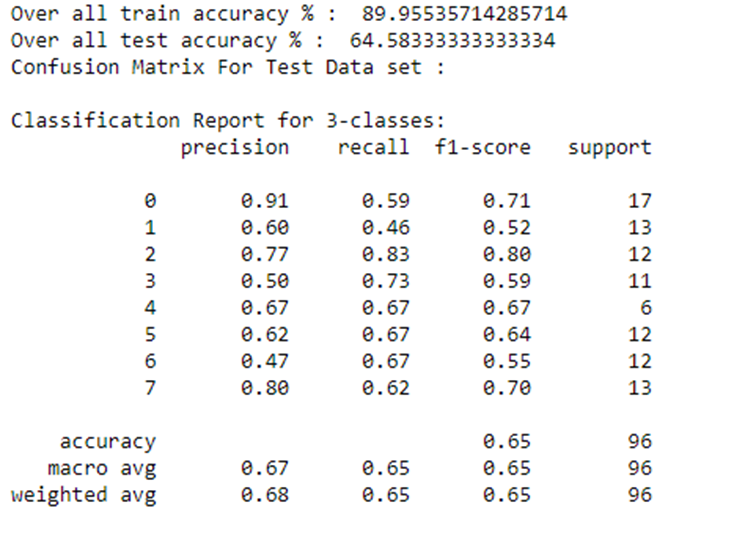 Over all train accuracy % :  89.95535714285714
Over all test accuracy % :  64.58333333333334
Confusion Matrix For Test Data set :
Classification Report for 3-classes:
precision recall f1-score support
0 0.91 0.59 0.71 17
1 0.60 0.46 0.52 13
2 0.77 0.83 0.80 12
3 0.50 0.73 0.59 11
4 0.67 0.67 0.67 6
5 0.62 0.67 0.64 12
6 0.47 0.67 0.55 12
7 0.80 0.62 0.70 13
accuracy 0.65 96
macro avg 0.67 0.65 0.65 96
weighted avg 0.68 0.65 0.65 96